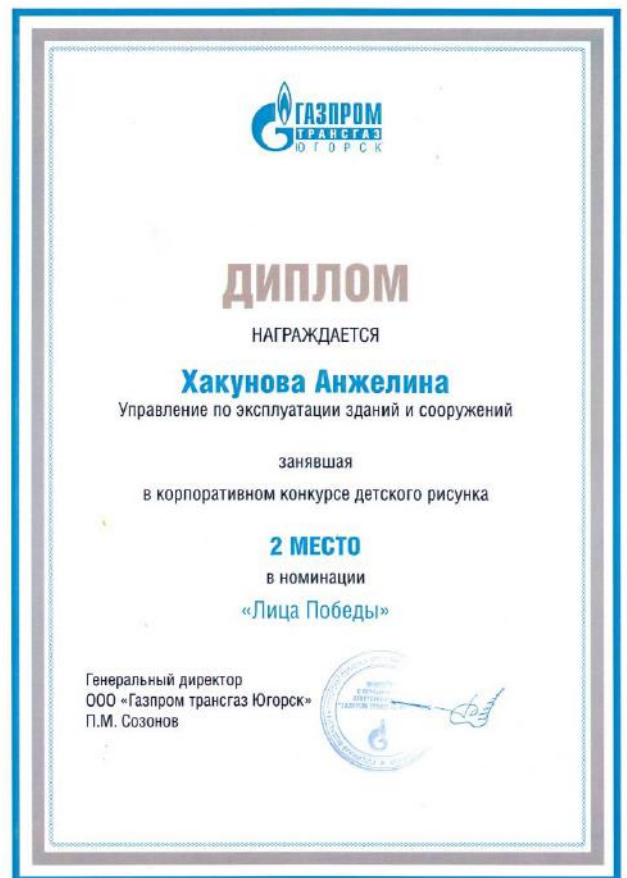 ГАЗПРОМ
ТРАНСГАЗ
ЮГОРСК
ДИПЛОМ
НАГРАЖДАЕТСЯ
Хакунова Анжелина
Управление по эксплуатации зданий и сооружений
занявшая
в корпоративном конкурсе детского рисунка
2 МЕСТО
в номинации
«Лица Победы»
Генеральный директор
ООО «Газпром трансгаз Югорск»
П.М. Созонов